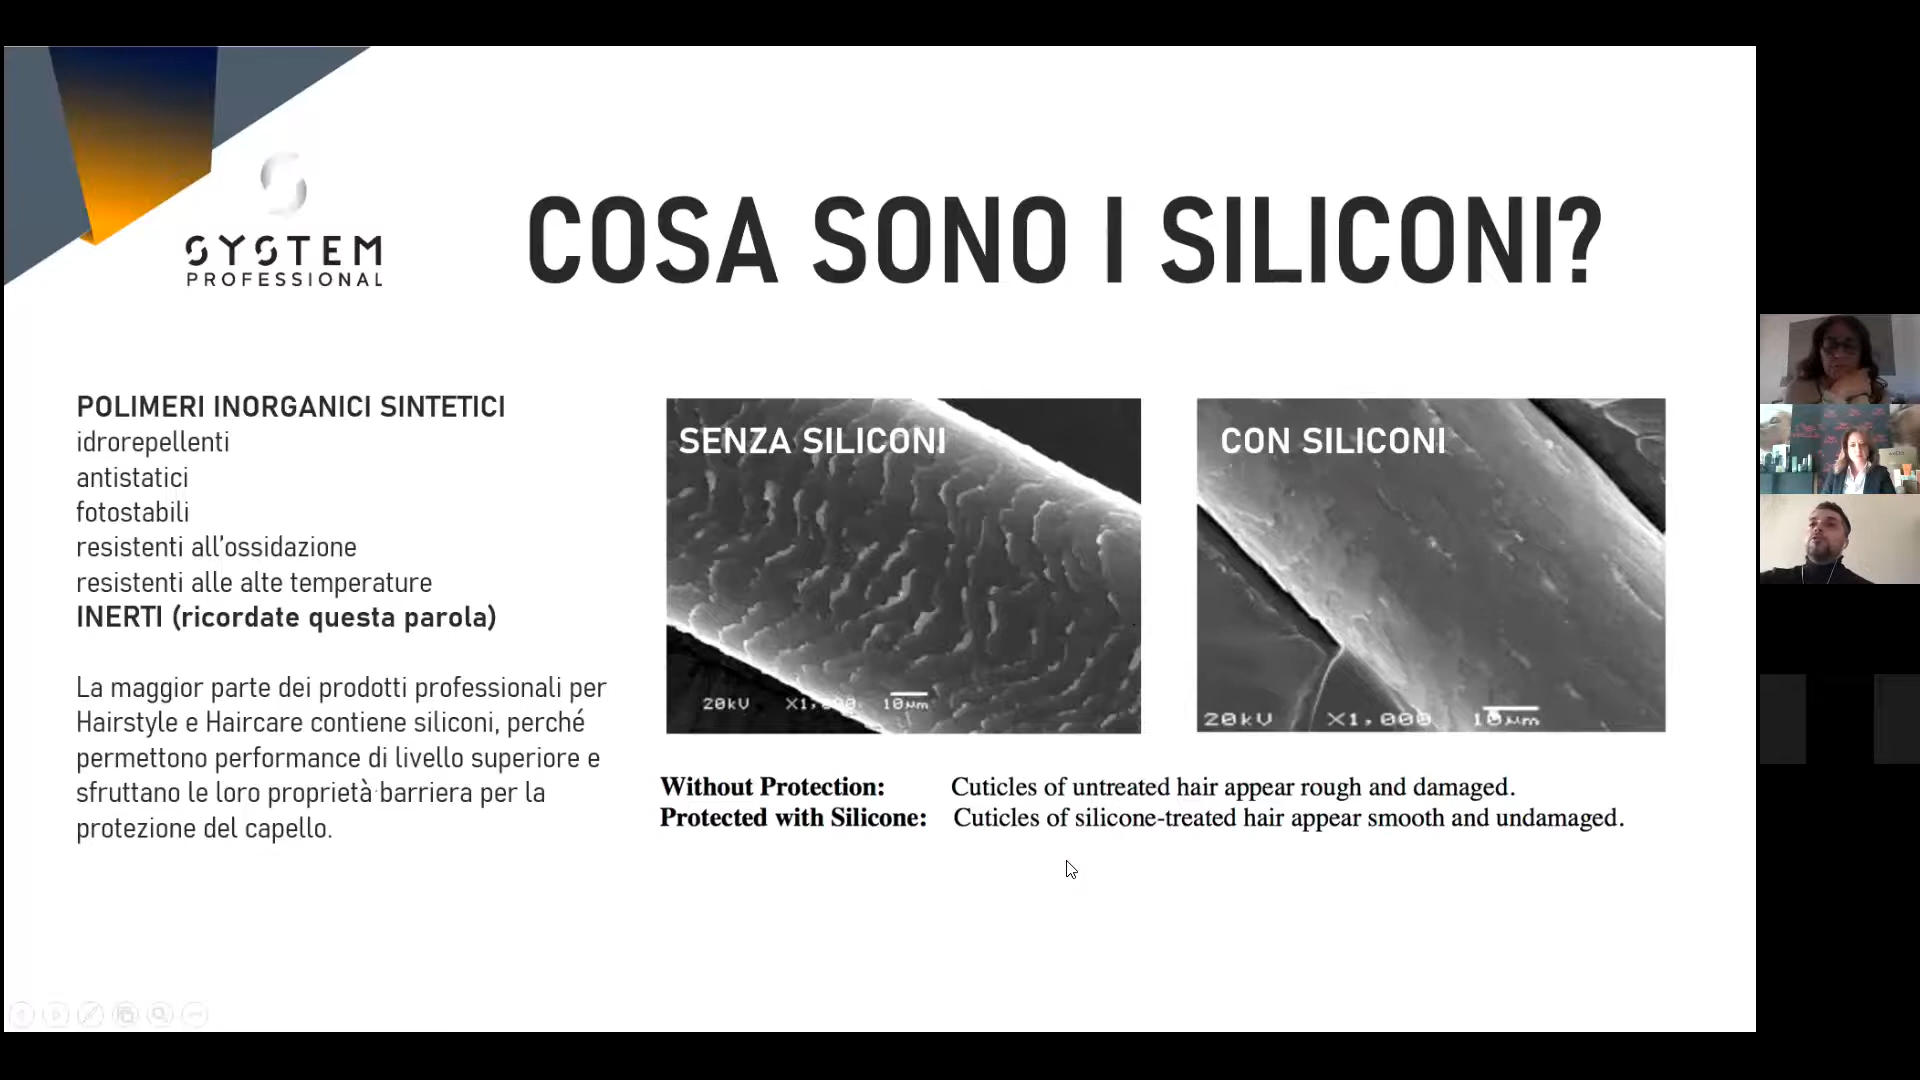 SYSTEM
PROFESSIONAL
COSA SONO I SILICONI?
POLIMERI INORGANICI SINTETICI
idrorepellenti
antistatici
fotostabili
resistenti all'ossidazione
resistenti alle alte temperature
INERTI (ricordate questa parola)
La maggior parte dei prodotti professionali per
Hairstyle e Haircare contiene siliconi, perché
permettono performance di livello superiore e
sfruttano le loro proprietà barriera per la
protezione del capello.
SENZA SILICONI
20kV X1,000 10µm
CON SILICONI
20kV X1,000 10µm
Without Protection: Cuticles of untreated hair appear rough and damaged.
Protected with Silicone: Cuticles of silicone-treated hair appear smooth and undamaged.